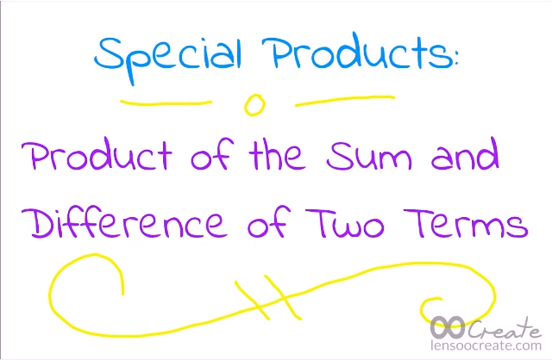 Special Products:
Product of the Sum and
Difference of Two Terms
Create
lensoocreate.com